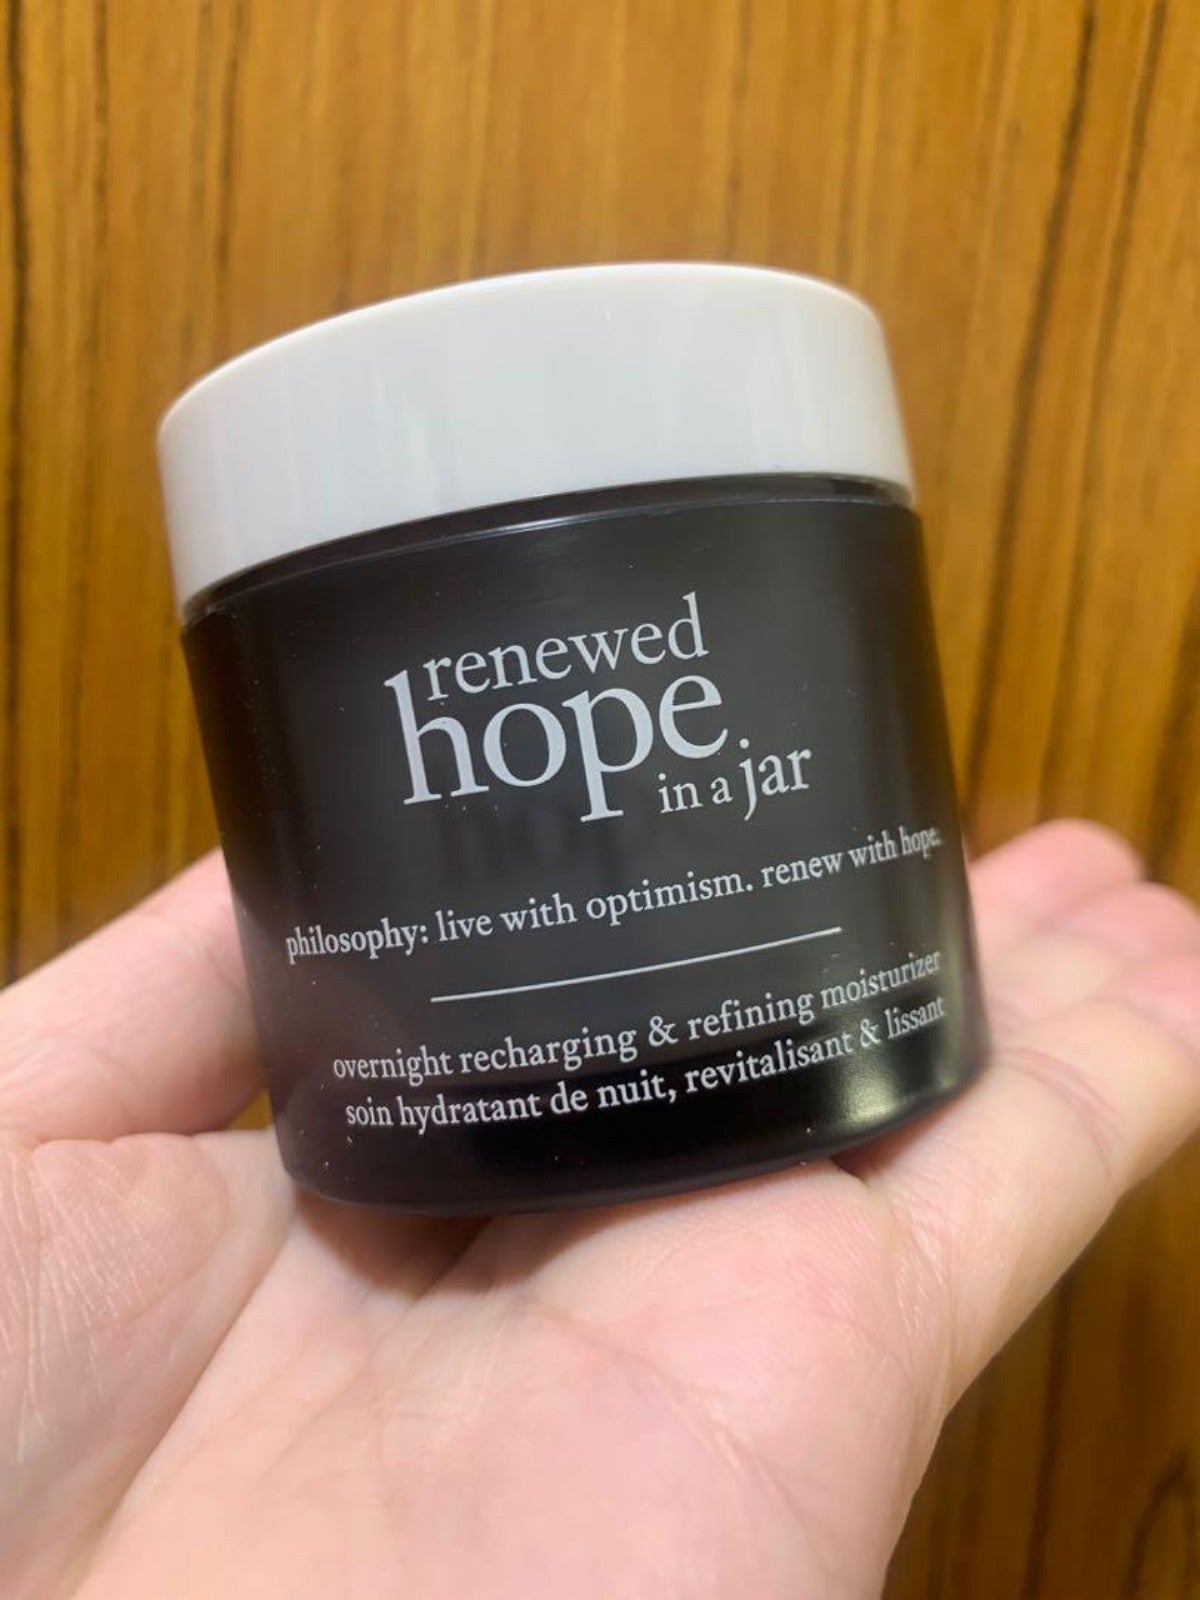 renewed
hope
in a jar
philosophy: live with optimism. renew with hope.
overnight recharging & refining moisturizer
soin hydratant de nuit, revitalisant & lissant